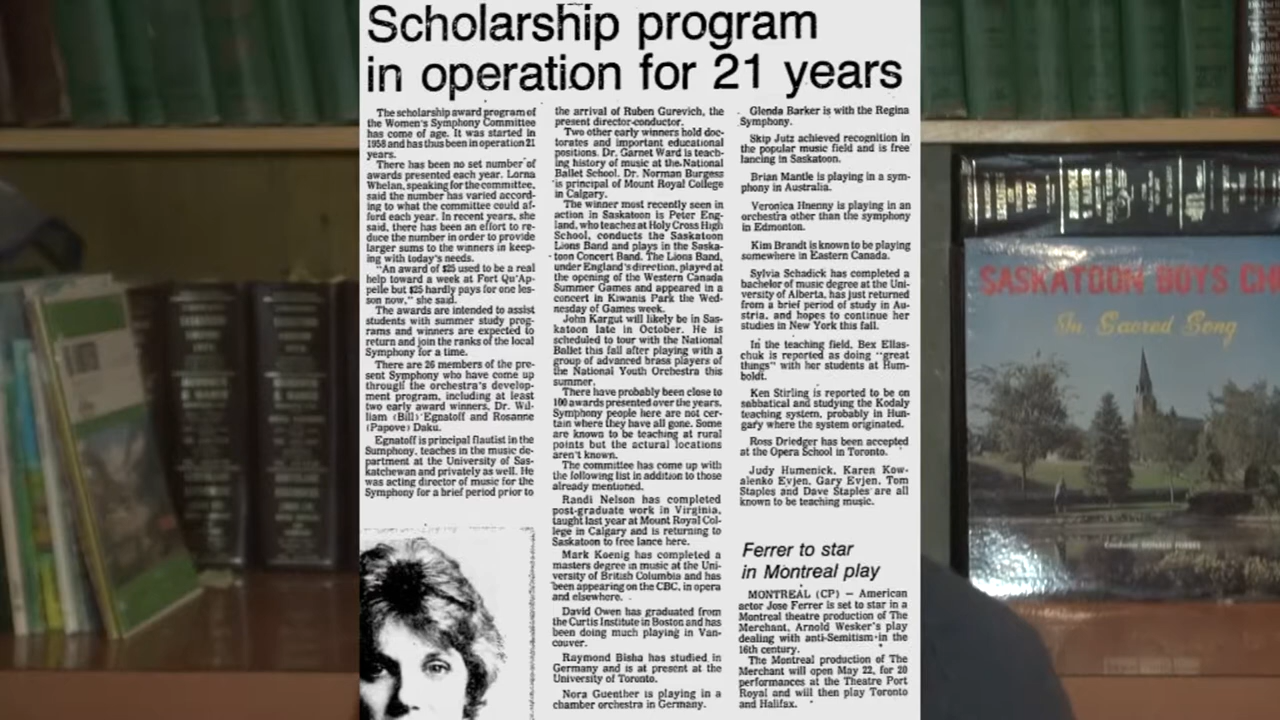 Scholarship program
in operation for 21 years
The scholarship award program of
the Women's Symphony Committee
has come of age. It was started in
1958 and has thus been in operation 21
years.
There has been no set number of
awards presented each year. Lorna
Whelan, speaking for the committee,
said the number has varied accord-
ing to what the committee could af-
ford each year. In recent years, she
said, there has been an effort to re-
duce the number in order to provide
larger sums to the winners in keep-
ing with today's needs.
"An award of $25 used to be a real
help toward a week at Fort Qu'Ap-
pelle but $25 hardly pays for one les-
son now," she said.
The awards are intended to assist
students with summer study prog-
rams and winners are expected to
return and join the ranks of the local
Symphony for a time.
There are 26 members of the pre-
sent Symphony who have come up
through the orchestra's develop-
ment program, including at least
two early award winners, Dr. Wil-
liam (Bill) Egnatoff and Rosanne
(Papove) Daku.
Egnatoff is principal flautist in the
Sumphony, teaches in the music de-
partment at the University of Sas-
katchewan and privately as well. He
was acting director of music for the
Symphony for a brief period prior to
the arrival of Ruben Gurevich, the
present director-conductor.
Two other early winners hold doc-
torates and important educational
positions. Dr. Garnet Ward is teach-
ing history of music at the National
Ballet School. Dr. Norman Burgess
is principal of Mount Royal College
in Calgary.
The winner most recently seen in
action in Saskatoon is Peter Eng-
land, who teaches at Holy Cross High
School, conducts the Saskatoon
Lions Band and plays in the Saska-
toon Concert Band. The Lions Band,
under England's direction, played at
the opening of the Western Canada
Summer Games and appeared in a
concert in Kiwanis Park the Wed-
nesday of Games week.
John Kargut will likely be in Sas-
katoon late in October. He is
scheduled to tour with the National
Ballet this fall after playing with a
group of advanced brass players of
the National Youth Orchestra this
summer.
There have probably been close to
100 awards presented over the years.
Symphony people here are not cer-
tain where they have all gone. Some
are known to be teaching at rural
points but the actural locations
aren't known.
The committee has come up with
the following list in addition to those
already mentioned.
Randi Nelson has completed
post-graduate work in Virginia,
taught last year at Mount Royal Col-
lege in Calgary and is returning to
Saskatoon to free lance here.
Mark Koenig has completed a
masters degree in music at the Uni-
versity of British Columbia and has
been appearing on the CBC, in opera
and elsewhere.
David Owen has graduated from
the Curtis Institute in Boston and has
been doing much playing in Van-
couver.
Raymond Bisha has studied in
Germany and is at present at the
University of Toronto.
Nora Guenther is playing in a
chamber orchestra in Germany.
Glenda Barker is with the Regina
Symphony.
Skip Jutz achieved recognition in
the popular music field and is free
lancing in Saskatoon.
Brian Mantle is playing in a sym-
phony in Australia.
Veronica Hnenny is playing in an
orchestra other than the symphony
in Edmonton.
Kim Brandt is known to be playing
somewhere in Eastern Canada.
Sylvia Schadick has completed a
bachelor of music degree at the Uni-
versity of Alberta, has just returned
from a brief period of study in Au-
stria, and hopes to continue her
studies in New York this fall.
In the teaching field, Bex Ellas-
chuk is reported as doing "great
things" with her students at Hum-
boldt.
Ken Stirling is reported to be on
sabbatical and studying the Kodaly
teaching system, probably in Hun-
gary where the system originated.
Ross Driedger has been accepted
at the Opera School in Toronto.
Judy Humenick, Karen Kow-
alenko Evjen, Gary Evjen, Tom
Staples and Dave Staples are all
known to be teaching music.
Ferrer to star
in Montreal play
MONTREAL (CP) — American
actor Jose Ferrer is set to star in a
Montreal theatre production of The
Merchant, Arnold Wesker's play
dealing with anti-Semitism in the
16th century.
The Montreal production of The
Merchant will open May 22, for 20
performances at the Theatre Port
Royal and will then play Toronto
and Halifax.
SASKATOON BOYS CH
In Sacred Song